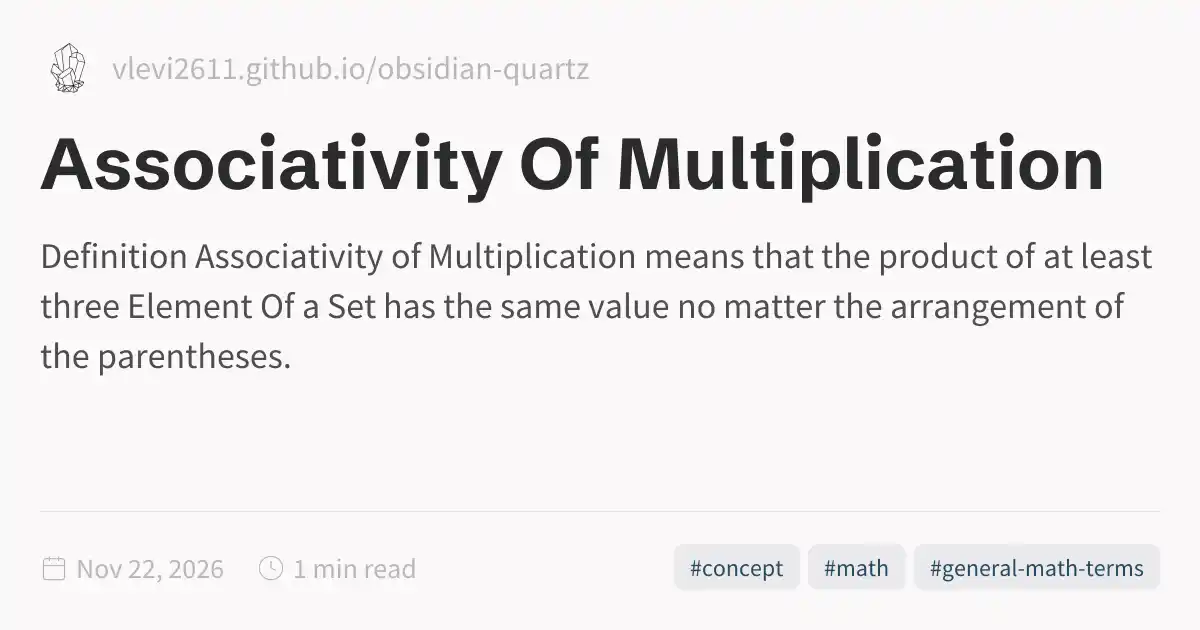 vlevi2611.github.io/obsidian-quartz
Associativity Of Multiplication
Definition Associativity of Multiplication means that the product of at least
three Element Of a Set has the same value no matter the arrangement of
the parentheses.
Nov 22, 2026 1 min read #concept #math #general-math-terms